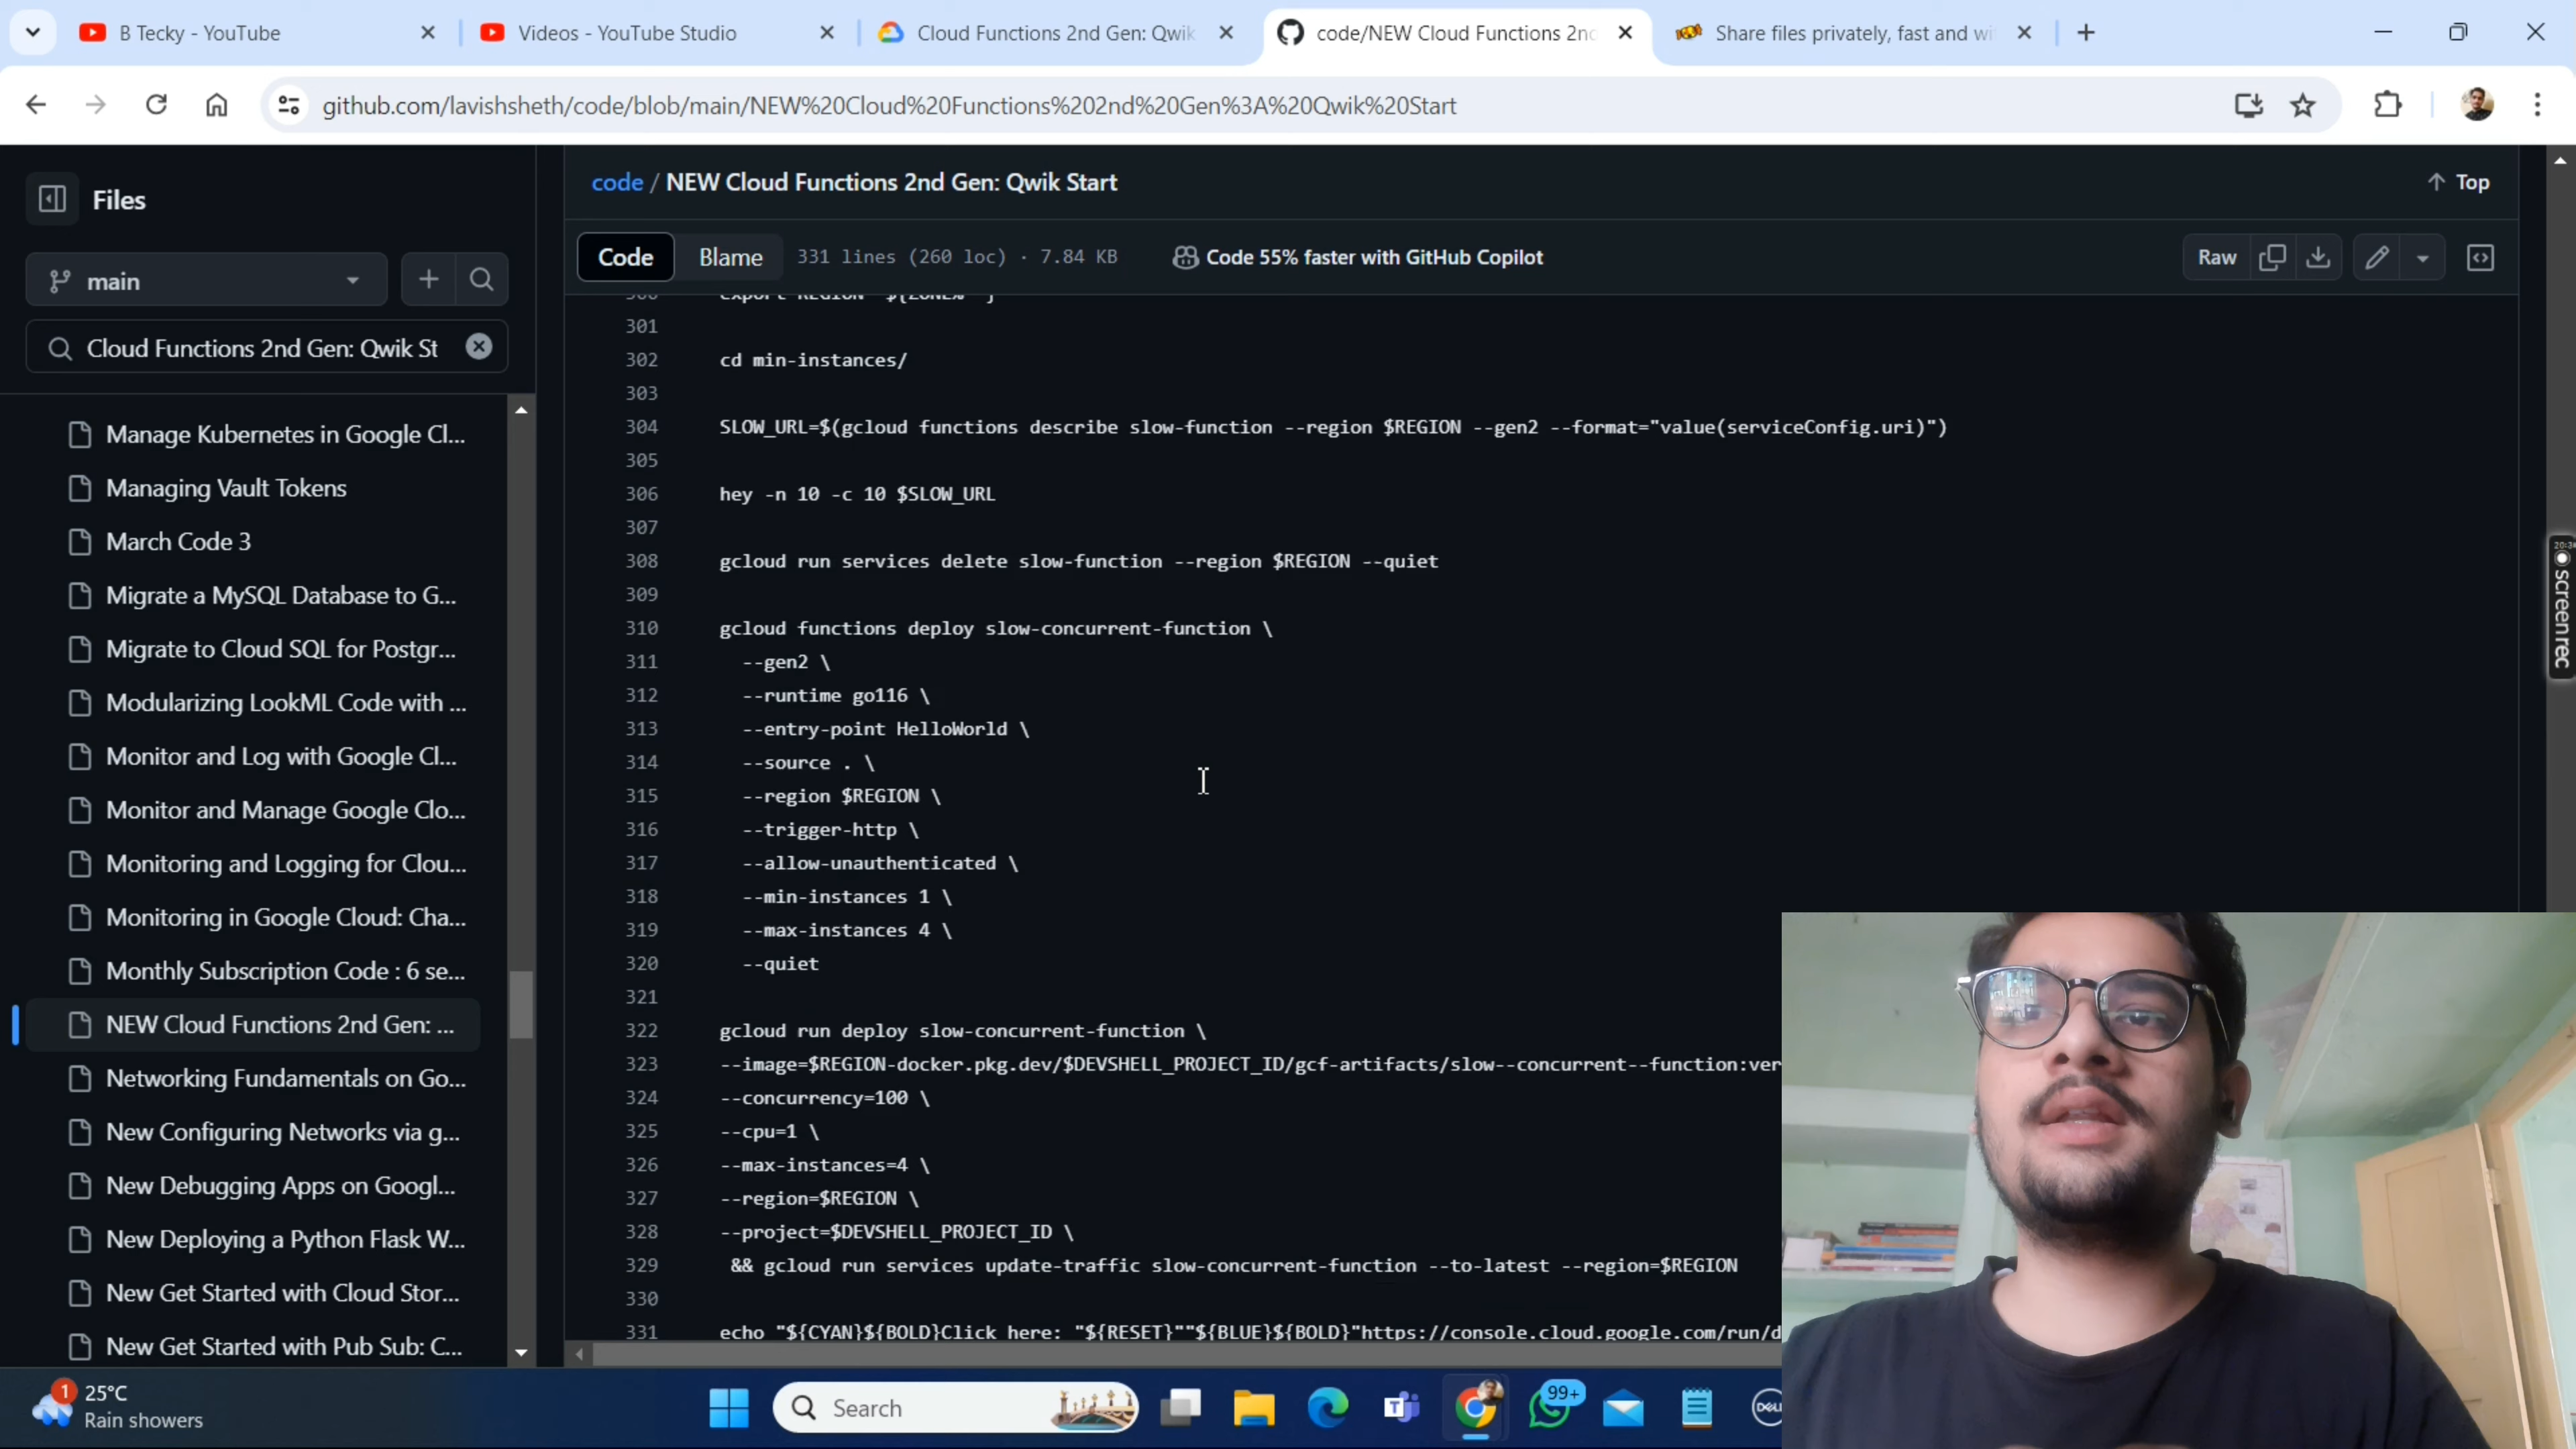 B Tecky - YouTube
Videos - YouTube Studio
Cloud Functions 2nd Gen: Qwik
code/NEW Cloud Functions 2nd
Share files privately, fast and wi
github.com/lavishsheth/code/blob/main/NEW%20Cloud%20Functions%202nd%20Gen%3A%20Qwik%20Start
Files
main
Cloud Functions 2nd Gen: Qwik St
Manage Kubernetes in Google Cl...
Managing Vault Tokens
March Code 3
Migrate a MySQL Database to G...
Migrate to Cloud SQL for Postgr...
Modularizing LookML Code with ...
Monitor and Log with Google Cl...
Monitor and Manage Google Clo...
Monitoring and Logging for Clou...
Monitoring in Google Cloud: Cha...
Monthly Subscription Code : 6 se...
NEW Cloud Functions 2nd Gen: ...
Networking Fundamentals on Go...
New Configuring Networks via g...
New Debugging Apps on Googl...
New Deploying a Python Flask W...
New Get Started with Cloud Stor...
New Get Started with Pub Sub: C...
code / NEW Cloud Functions 2nd Gen: Qwik Start
Top
Code
Blame
331 lines (260 loc) · 7.84 KB
Code 55% faster with GitHub Copilot
Raw
301
302 cd min-instances/
303
304 SLOW_URL=$(gcloud functions describe slow-function --region $REGION --gen2 --format="value(serviceConfig.uri)")
305
306 hey -n 10 -c 10 $SLOW_URL
307
308 gcloud run services delete slow-function --region $REGION --quiet
309
310 gcloud functions deploy slow-concurrent-function \
311 --gen2 \
312 --runtime go116 \
313 --entry-point HelloWorld \
314 --source . \
315 --region $REGION \
316 --trigger-http \
317 --allow-unauthenticated \
318 --min-instances 1 \
319 --max-instances 4 \
320 --quiet
321
322 gcloud run deploy slow-concurrent-function \
323 --image=$REGION-docker.pkg.dev/$DEVSHELL_PROJECT_ID/gcf-artifacts/slow--concurrent--function:ver
324 --concurrency=100 \
325 --cpu=1 \
326 --max-instances=4 \
327 --region=$REGION \
328 --project=$DEVSHELL_PROJECT_ID \
329 && gcloud run services update-traffic slow-concurrent-function --to-latest --region=$REGION
330
331 echo "${CYAN}${BOLD}Click here: "${RESET}""${BLUE}${BOLD}"https://console.cloud.google.com/run/d
screenrec
1
25°C
Rain showers
Search
99+
DELL